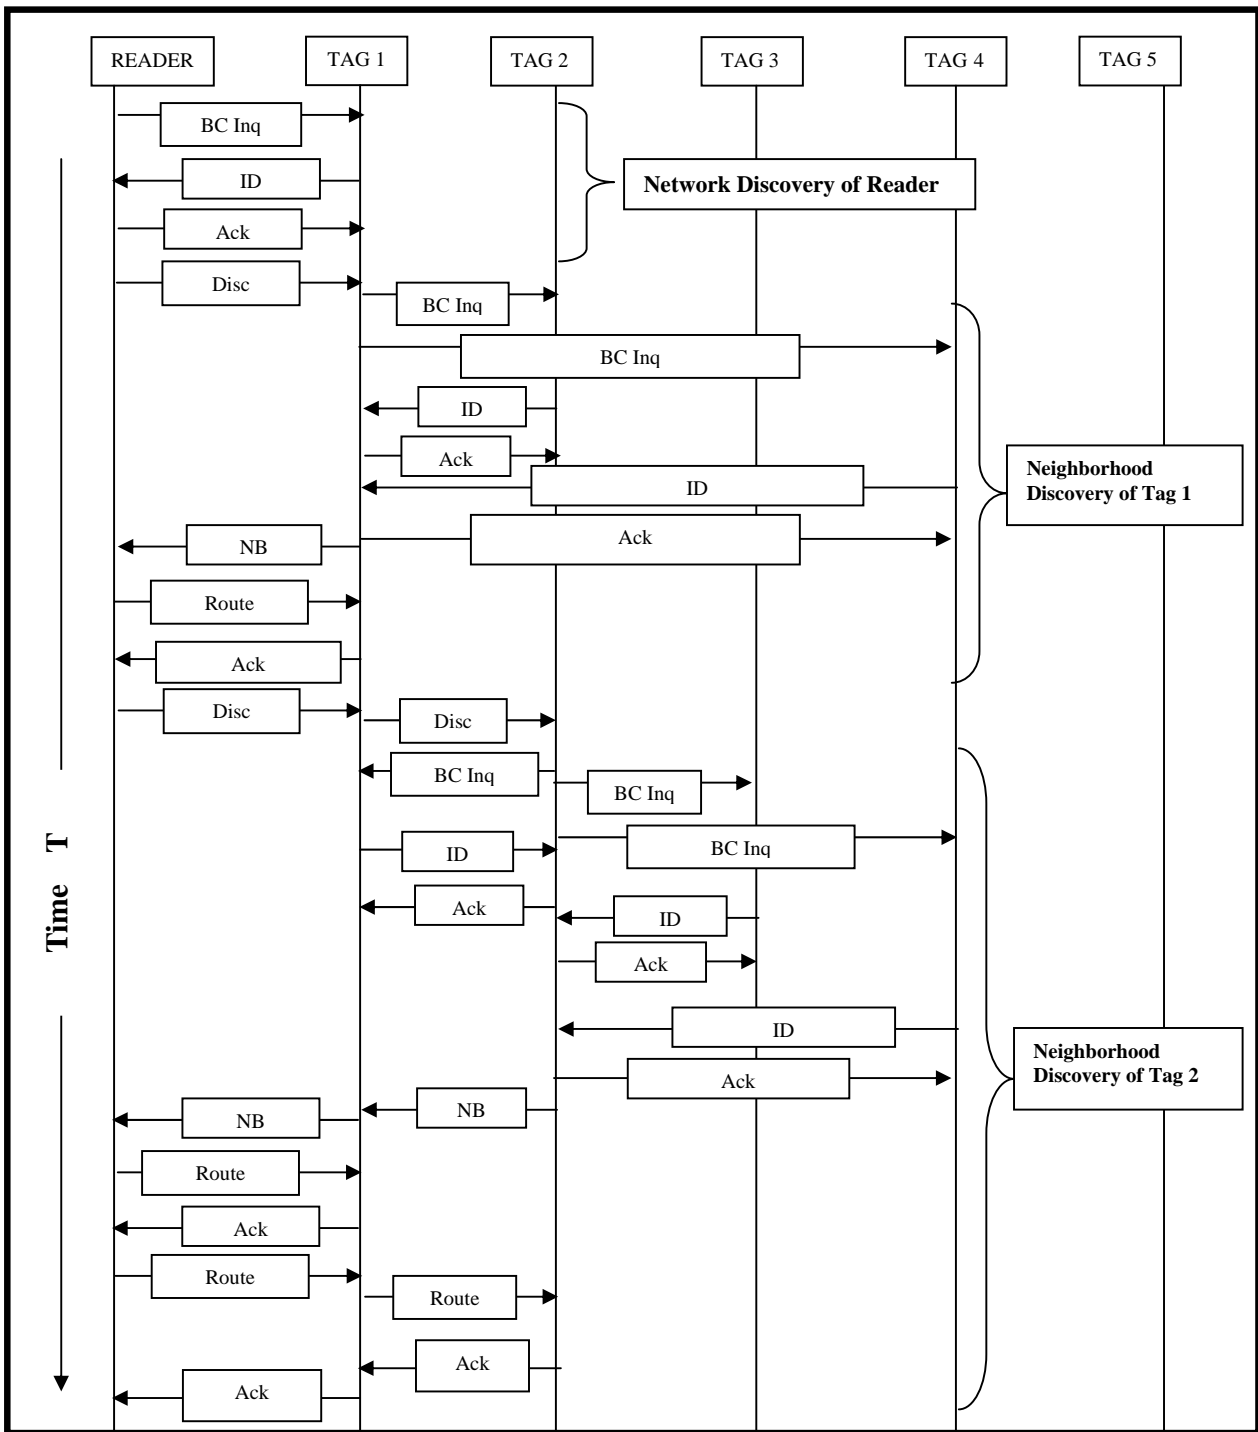 READER
TAG 1
TAG 2
TAG 3
TAG 4
TAG 5
BC Inq
ID
Network Discovery of Reader
Ack
Disc
BC Inq
BC Inq
ID
Ack
Neighborhood
Discovery of Tag 1
ID
Ack
NB
Route
Ack
Disc
Disc
BC Inq
BC Inq
BC Inq
ID
Ack
ID
Ack
ID
Neighborhood
Discovery of Tag 2
Ack
NB
NB
Route
Ack
Route
Route
Ack
Ack
Time T